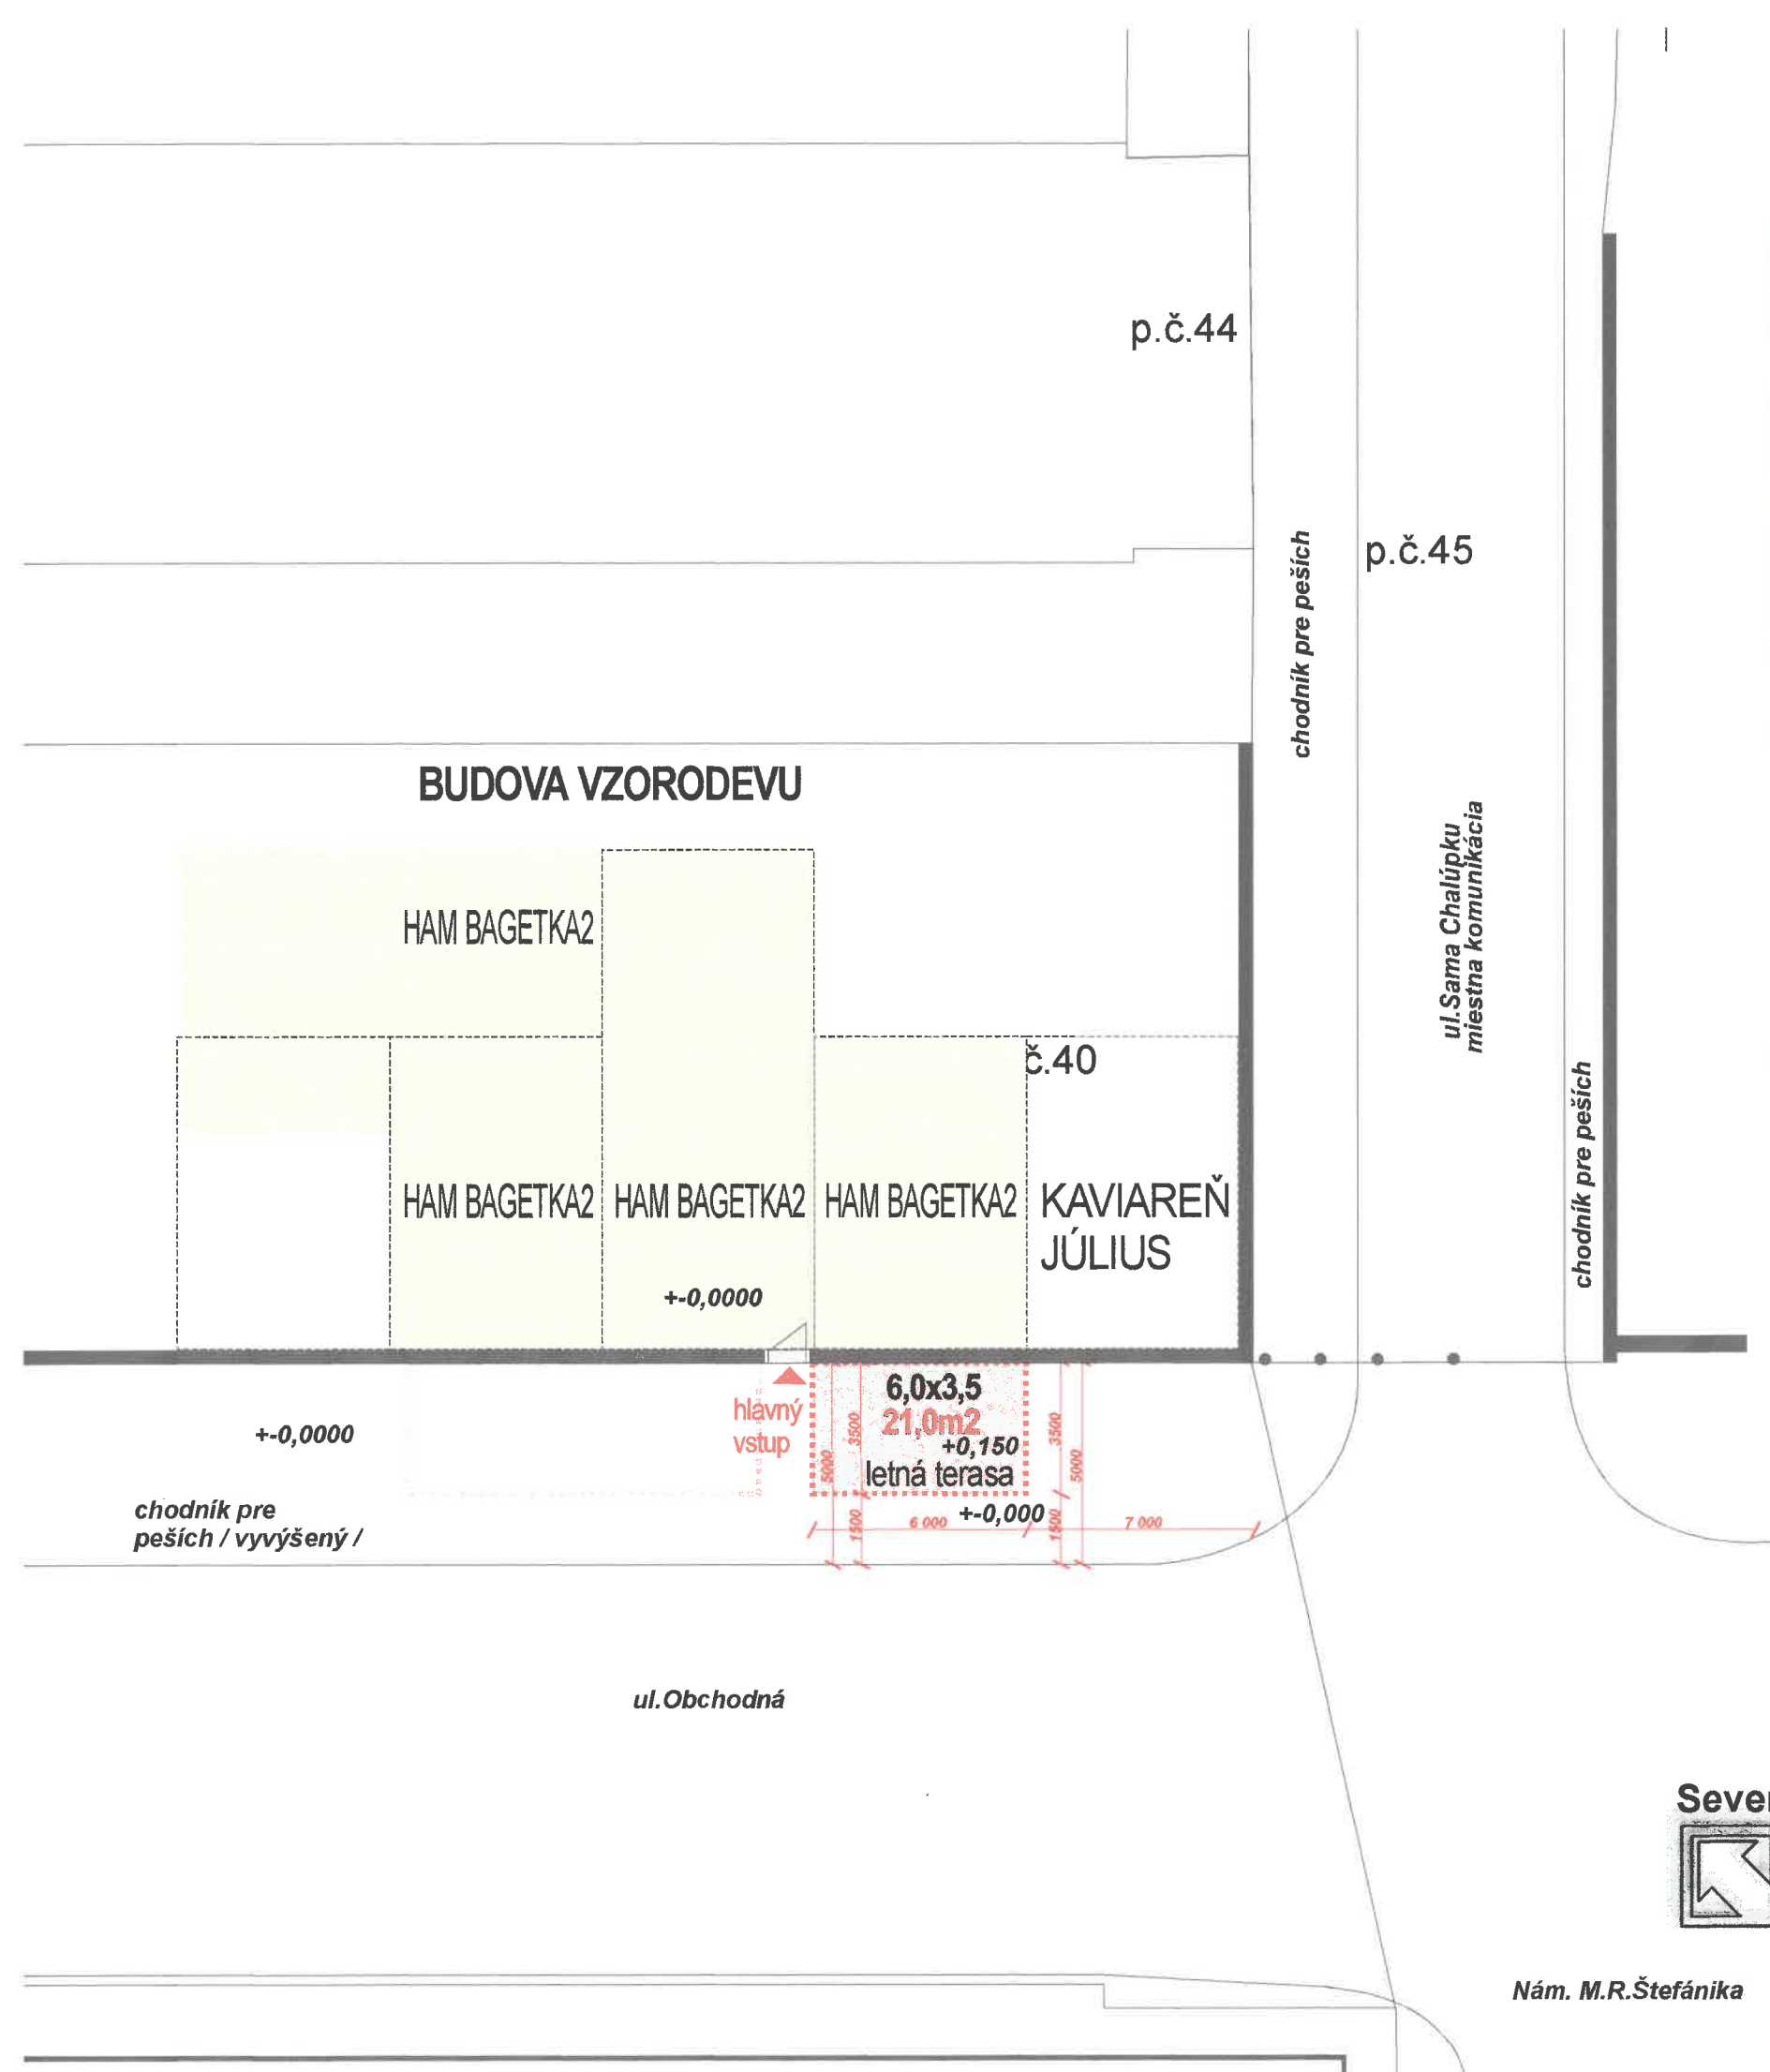 p.č.44
p.č.45
chodník pre peších
BUDOVA VZORODEVU
ul.Sama Chalúpku
miestna komunikácia
HAM BAGETKA2
č.40
chodník pre peších
HAM BAGETKA2
HAM BAGETKA2
HAM BAGETKA2
KAVIAREŇ
JÚLIUS
+-0,0000
6,0x3,5
21,0m2
+0,150
letná terasa
hlavný
vstup
+-0,0000
5000
3500
3500
5000
chodník pre
peších / vyvýšený /
1500
6 000
+-0,000
1500
7 000
ul.Obchodná
Sever
Nám. M.R.Štefánika